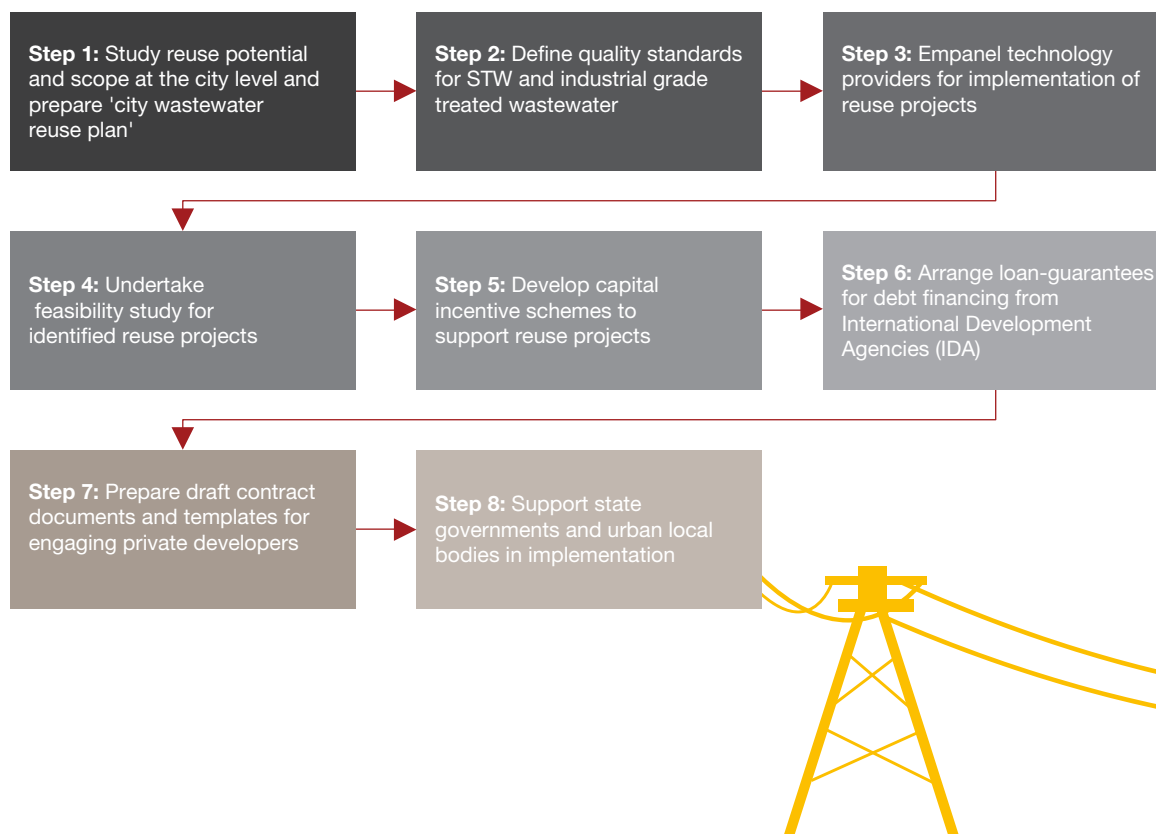 Step 1: Study reuse potential
and scope at the city level and
prepare 'city wastewater
reuse plan'
Step 2: Define quality standards
for STW and industrial grade
treated wastewater
Step 3: Empanel technology
providers for implementation of
reuse projects
Step 4: Undertake
feasibility study for
identified reuse projects
Step 5: Develop capital
incentive schemes to
support reuse projects
Step 6: Arrange loan-guarantees
for debt financing from
International Development
Agencies (IDA)
Step 7: Prepare draft contract
documents and templates for
engaging private developers
Step 8: Support state
governments and urban local
bodies in implementation